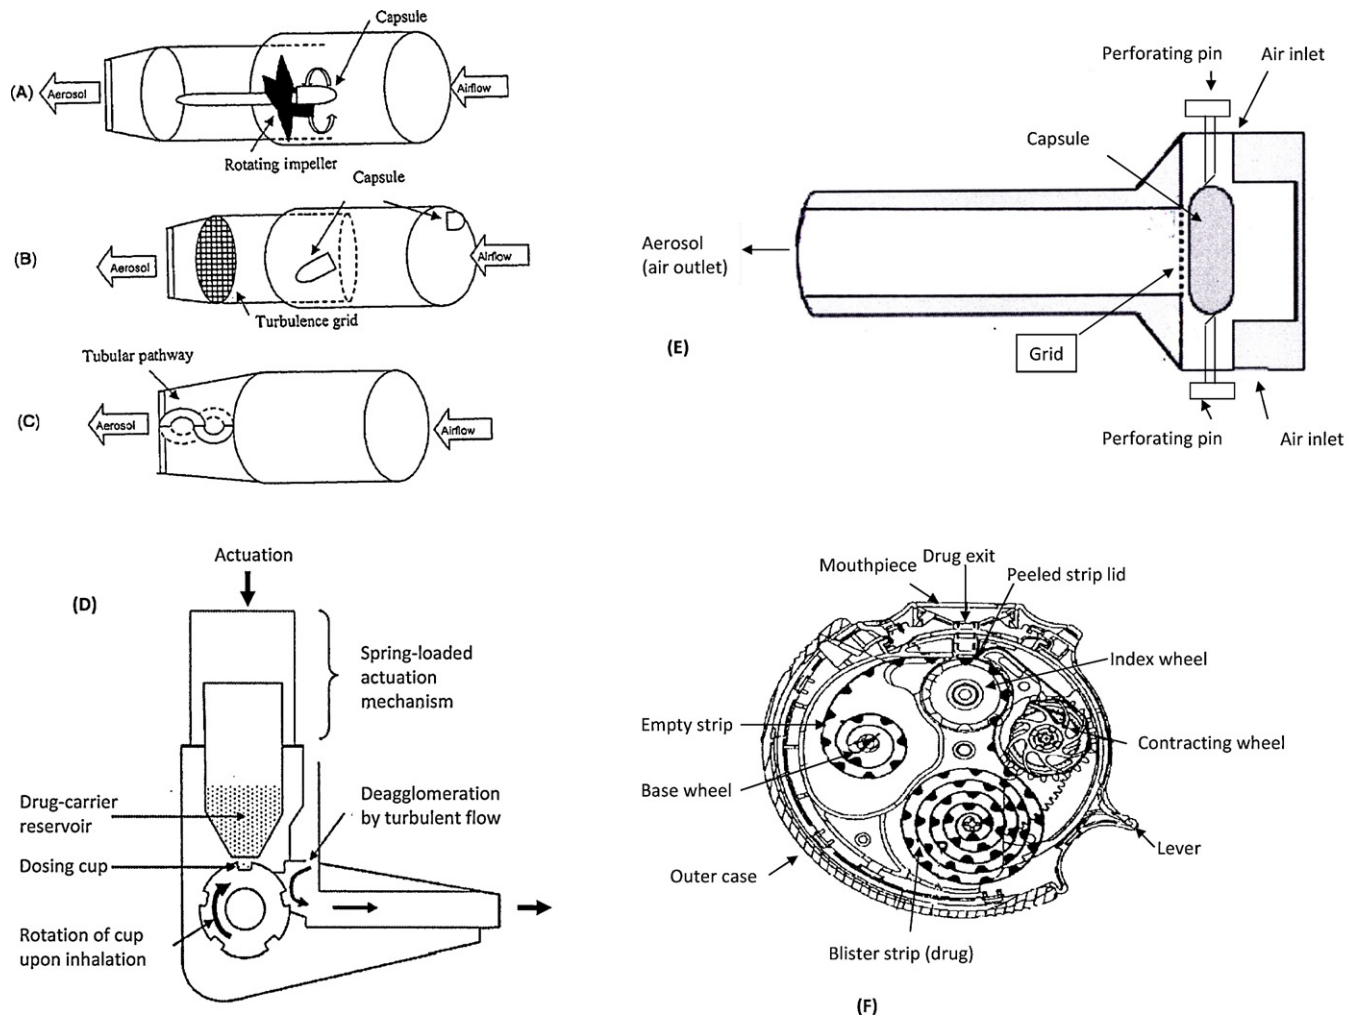 Capsule
(A)
Aerosol
Airflow
Rotating impeller
Capsule
(B)
Aerosol
Airflow
Turbulence grid
Tubular pathway
(C)
Aerosol
Airflow
Perforating pin
Air inlet
Capsule
Aerosol
(air outlet)
(E)
Grid
Perforating pin
Air inlet
Actuation
(D)
Spring-loaded
actuation
mechanism
Drug-carrier
reservoir
Deagglomeration
by turbulent flow
Dosing cup
Rotation of cup
upon inhalation
Drug exit
Mouthpiece
Peeled strip lid
Index wheel
Empty strip
Contracting wheel
Base wheel
Lever
Outer case
Blister strip (drug)
(F)